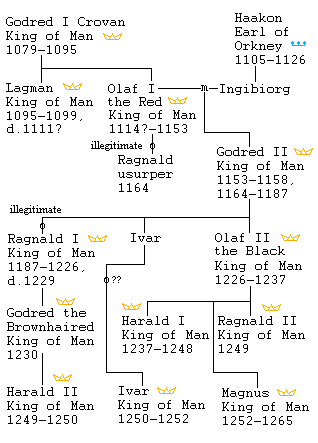 Godred I Crovan
King of Man
1079–1095
Haakon
Earl of
Orkney
1105–1126
Lagman
King of Man
1095–1099,
d.1111?
Olaf I
the Red
King of Man
1114?–1153
m
Ingibiorg
illegitimate
Ragnald
usurper
1164
Godred II
King of Man
1153–1158,
1164–1187
illegitimate
Ragnald I
King of Man
1187–1226,
d.1229
Ivar
Olaf II
the Black
King of Man
1226–1237
??
Godred the
Brownhaired
King of Man
1230
Harald I
King of Man
1237–1248
Ragnald II
King of Man
1249
Harald II
King of Man
1249–1250
Ivar
King of Man
1250–1252
Magnus
King of Man
1252–1265